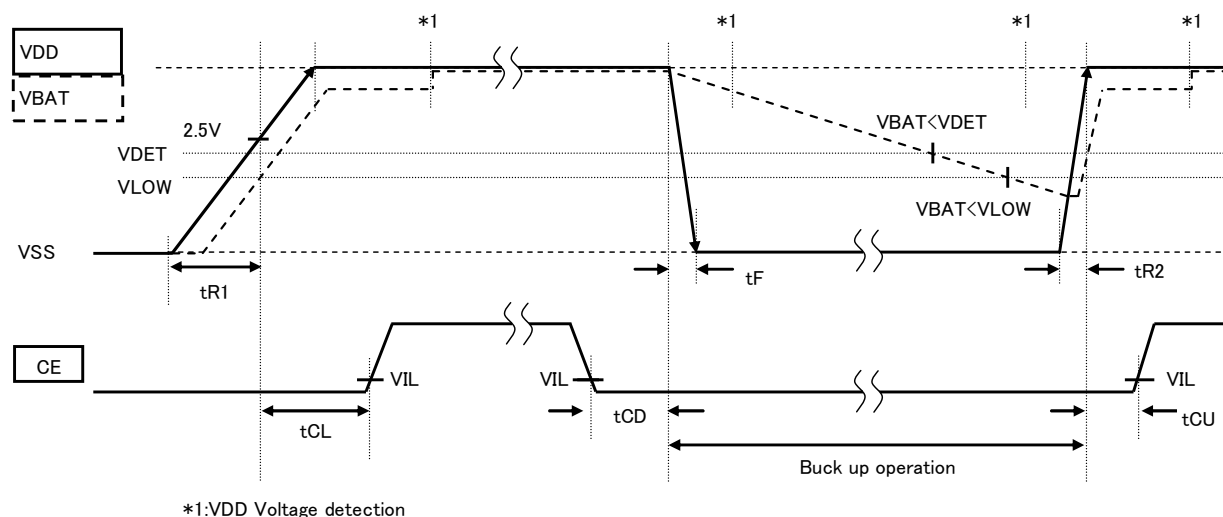 *1 *1 *1 *1
VDD
VBAT
2.5V
VBAT<VDET
VDET
VLOW
VBAT<VLOW
VSS
tR1 tF tR2
CE
VIL VIL VIL
tCL tCD tCU
Buck up operation
*1:VDD Voltage detection